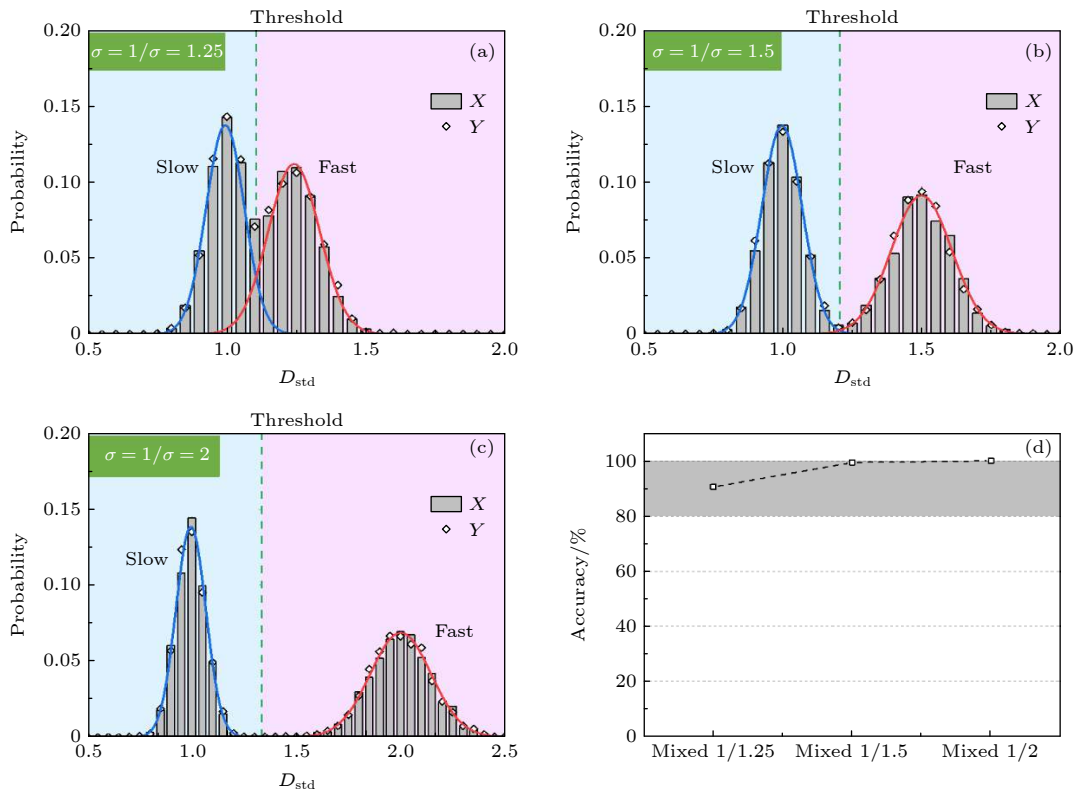 Threshold
σ = 1/σ = 1.25
(a)
X
Y
Slow
Fast
Probability
0.20
0.15
0.10
0.05
0
0.5
1.0
1.5
2.0
D_std
Threshold
σ = 1/σ = 1.5
(b)
X
Y
Slow
Fast
Probability
0.20
0.15
0.10
0.05
0
0.5
1.0
1.5
2.0
D_std
Threshold
σ = 1/σ = 2
(c)
X
Y
Slow
Fast
Probability
0.20
0.15
0.10
0.05
0
0.5
1.0
1.5
2.0
2.5
D_std
(d)
Accuracy/%
100
80
60
40
20
0
Mixed 1/1.25
Mixed 1/1.5
Mixed 1/2